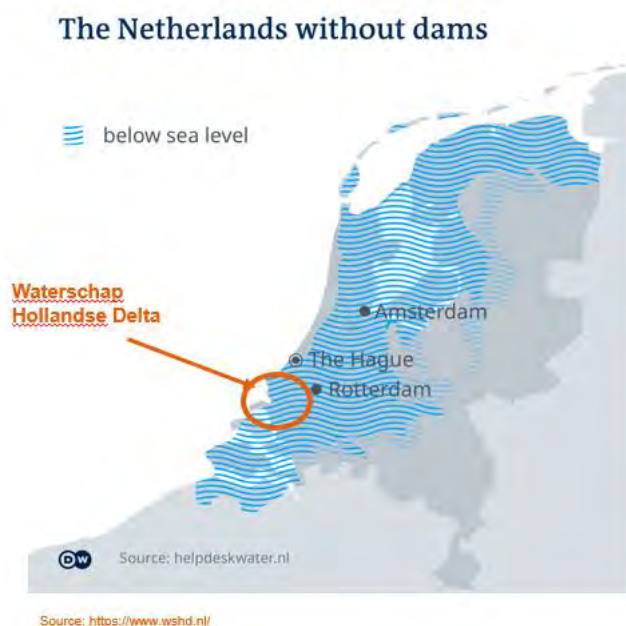 The Netherlands without dams
below sea level
Waterschap
Hollandse Delta
Amsterdam
The Hague
Rotterdam
DW
Source: helpdeskwater.nl
Source: https://www.wshd.nl/